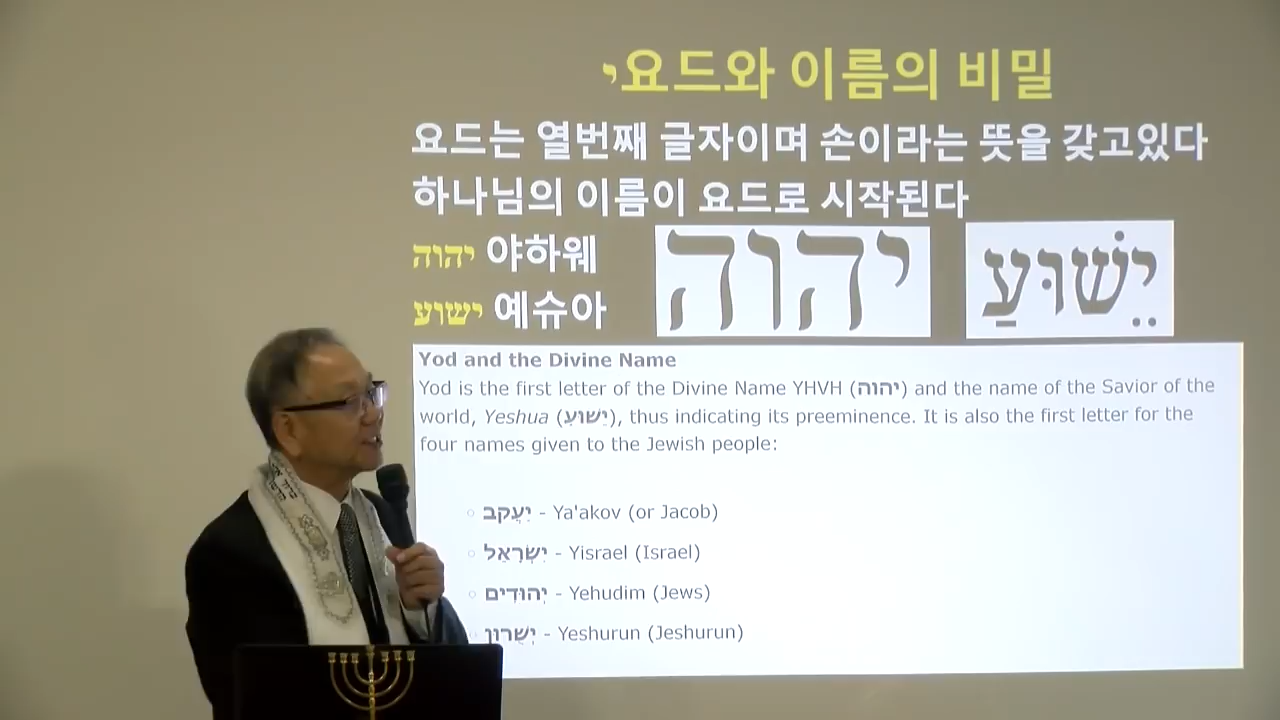 י요드와 이름의 비밀
요드는 열번째 글자이며 손이라는 뜻을 갖고있다
하나님의 이름이 요드로 시작된다
יהוה 야하웨
ישוע 예슈아
יהוה
יֵשׁוּעַ
Yod and the Divine Name
Yod is the first letter of the Divine Name YHVH (יהוה) and the name of the Savior of the
world, Yeshua (יֵשׁוּעַ), thus indicating its preeminence. It is also the first letter for the
four names given to the Jewish people:
יַעֲקֹב - Ya'akov (or Jacob)
יִשְׂרָאֵל - Yisrael (Israel)
יְהוּדִים - Yehudim (Jews)
יְשֻׁרוּן - Yeshurun (Jeshurun)